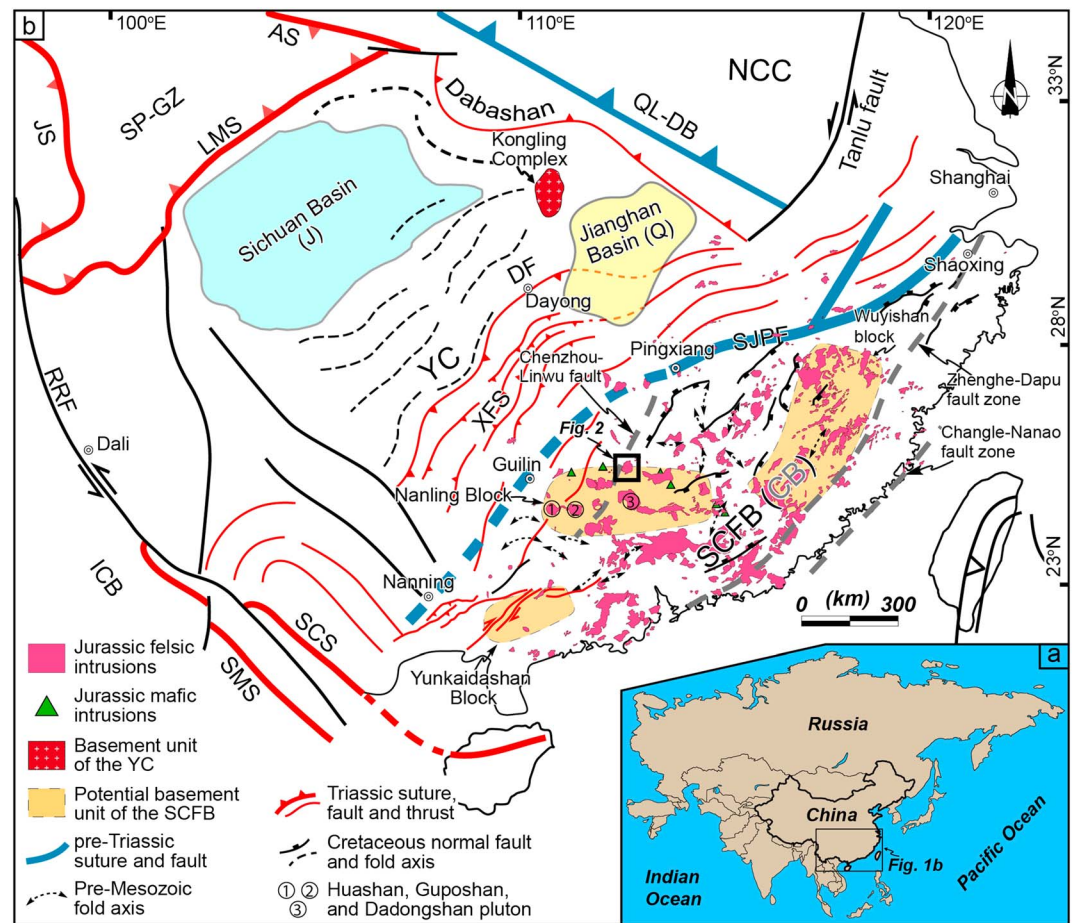 b
100°E
110°E
120°E
AS
NCC
33°N
SP-GZ
JS
LMS
Dabashan
QL-DB
Tanlu fault
N
Kongling
Complex
Shanghai
Sichuan Basin
(J)
Jianghan
Basin (Q)
DF
Dayong
Shaoxing
28°N
YC
Chenzhou-
Linwu fault
Pingxiang
SJPF
Wuyishan
block
Zhenghe-Dapu
fault zone
RRF
XFS
Fig. 2
Changle-Nanao
fault zone
Dali
Guilin
Nanling Block
① ②
③
SCFB (CB)
23°N
ICB
Nanning
0 (km) 300
SCS
SMS
Yunkaidashan
Block
Jurassic felsic
intrusions
Jurassic mafic
intrusions
Basement unit
of the YC
Potential basement
unit of the SCFB
pre-Triassic
suture and fault
Pre-Mesozoic
fold axis
Triassic suture,
fault and thrust
Cretaceous normal fault
and fold axis
① ② Huashan, Guposhan,
③ and Dadongshan pluton
a
Russia
China
Fig. 1b
Indian
Ocean
Pacific Ocean